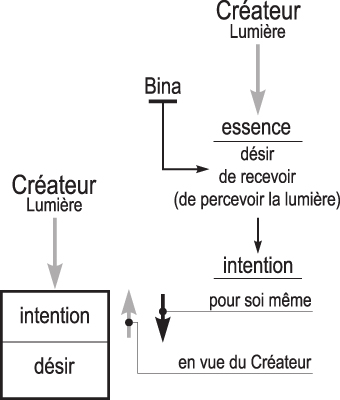 Créateur
Lumière
Bina
essence
désir
de recevoir
(de percevoir la lumière)
Créateur
Lumière
intention
pour soi même
intention
désir
en vue du Créateur